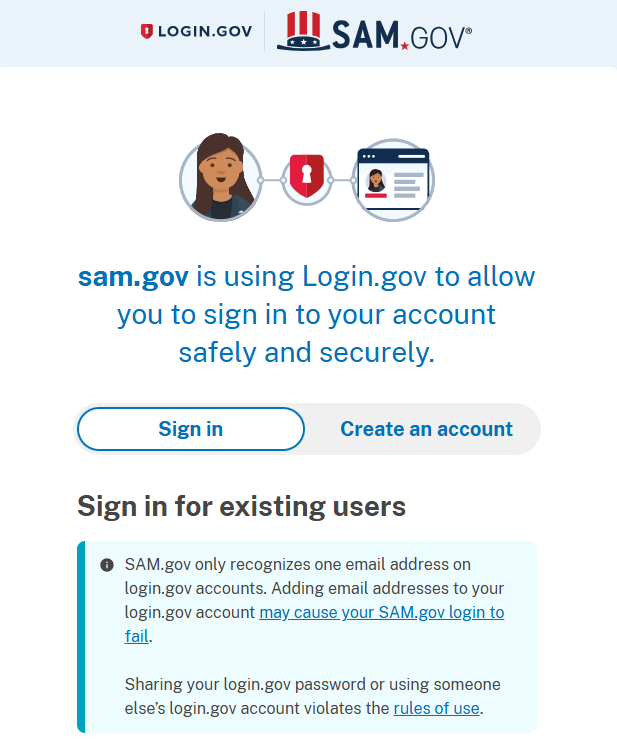 LOGIN.GOV
SAM.GOV®
sam.gov is using Login.gov to allow
you to sign in to your account
safely and securely.
Sign in
Create an account
Sign in for existing users
SAM.gov only recognizes one email address on
login.gov accounts. Adding email addresses to your
login.gov account may cause your SAM.gov login to
fail.
Sharing your login.gov password or using someone
else’s login.gov account violates the rules of use.